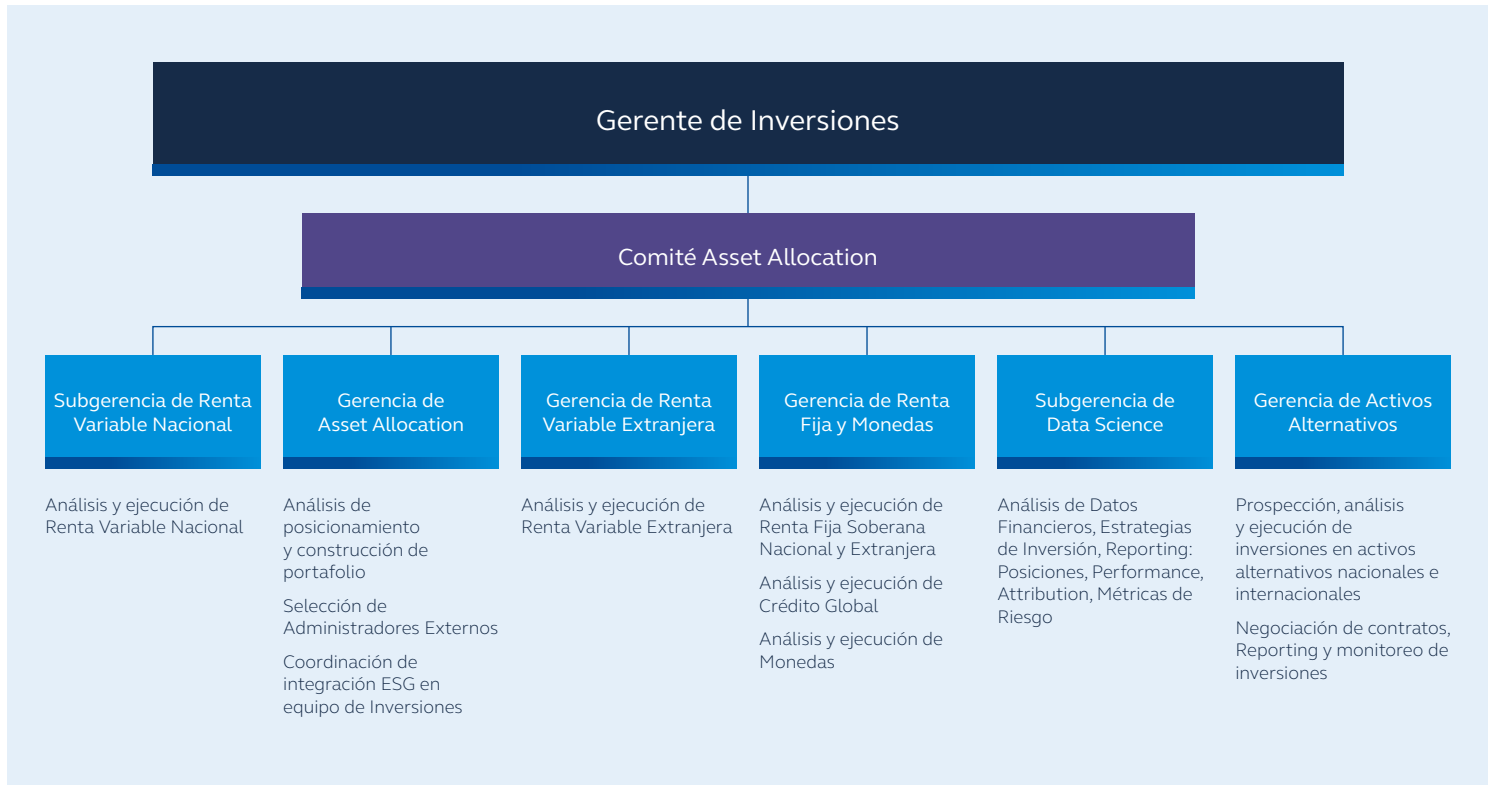 Gerente de Inversiones
Comité Asset Allocation
Subgerencia de Renta
Variable Nacional
Análisis y ejecución de
Renta Variable Nacional
Gerencia de
Asset Allocation
Análisis de
posicionamiento
y construcción de
portafolio
Selección de
Administradores Externos
Coordinación de
integración ESG en
equipo de Inversiones
Gerencia de Renta
Variable Extranjera
Análisis y ejecución de
Renta Variable Extranjera
Gerencia de Renta
Fija y Monedas
Análisis y ejecución de
Renta Fija Soberana
Nacional y Extranjera
Análisis y ejecución de
Crédito Global
Análisis y ejecución de
Monedas
Subgerencia de
Data Science
Análisis de Datos
Financieros, Estrategias
de Inversión, Reporting:
Posiciones, Performance,
Attribution, Métricas de
Riesgo
Gerencia de Activos
Alternativos
Prospección, análisis
y ejecución de
inversiones en activos
alternativos nacionales e
internacionales
Negociación de contratos,
Reporting y monitoreo de
inversiones